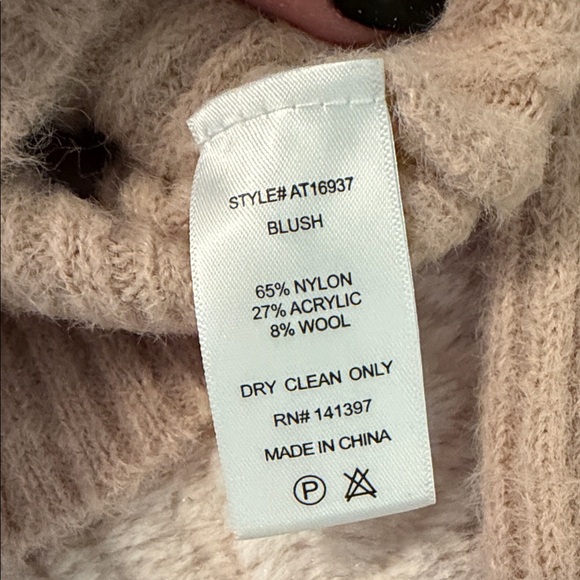 STYLE# AT16937
BLUSH
65% NYLON
27% ACRYLIC
8% WOOL
DRY CLEAN ONLY
RN# 141397
MADE IN CHINA
P